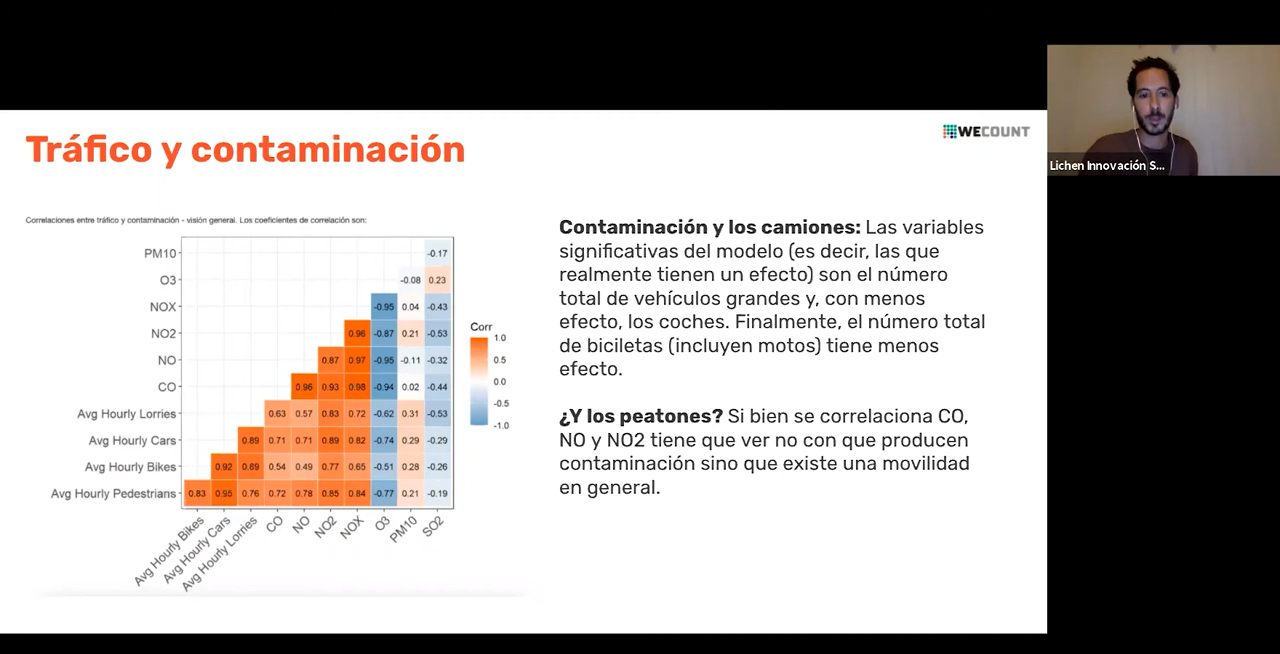 WECOUNT
Tráfico y contaminación
Lichen Innovación S...
Correlaciones entre tráfico y contaminación - visión general. Los coeficientes de correlación son:
PM10 -0.17
O3 -0.08 0.23
NOX -0.95 0.04 -0.43
NO2 0.96 -0.87 0.21 -0.53
NO 0.87 0.97 -0.95 -0.11 -0.32
CO 0.96 0.93 0.98 -0.94 0.02 -0.44
Avg Hourly Lorries 0.63 0.57 0.83 0.72 -0.62 0.31 -0.53
Avg Hourly Cars 0.89 0.71 0.71 0.89 0.82 -0.74 0.29 -0.29
Avg Hourly Bikes 0.92 0.89 0.54 0.49 0.77 0.65 -0.51 0.28 -0.26
Avg Hourly Pedestrians 0.83 0.95 0.76 0.72 0.78 0.85 0.84 -0.77 0.21 -0.19
Avg Hourly Bikes
Avg Hourly Cars
Avg Hourly Lorries
CO
NO
NO2
NOX
O3
PM10
SO2
Corr
1.0
0.5
0.0
-0.5
-1.0
Contaminación y los camiones: Las variables
significativas del modelo (es decir, las que
realmente tienen un efecto) son el número
total de vehículos grandes y, con menos
efecto, los coches. Finalmente, el número total
de biciletas (incluyen motos) tiene menos
efecto.
¿Y los peatones? Si bien se correlaciona CO,
NO y NO2 tiene que ver no con que producen
contaminación sino que existe una movilidad
en general.